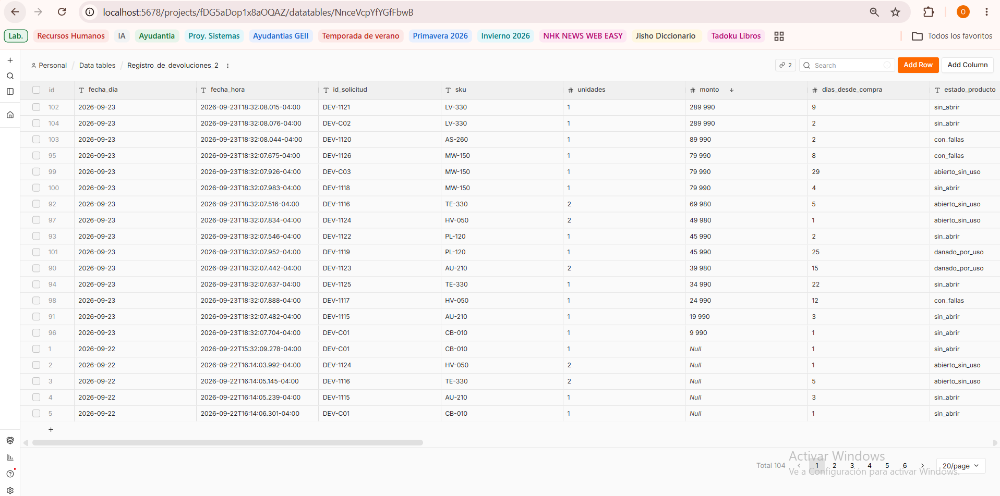 localhost:5678/projects/fDG5aDop1x8aOQAZ/datatables/NnceVcpYfYGfFbwB
O
Lab. Recursos Humanos IA Ayudantia Proy. Sistemas Ayudantias GEII Temporada de verano Primavera 2026 Invierno 2026 NHK NEWS WEB EASY Jisho Diccionario Tadoku Libros Todos los favoritos
Personal / Data tables / Registro_de_devoluciones_2 2 Search Add Row Add Column
id fecha_dia fecha_hora id_solicitud sku # unidades # monto # dias_desde_compra estado_producto
102 2026-09-23 2026-09-23T18:32:08.015-04:00 DEV-1121 LV-330 1 289 990 9 sin_abrir
104 2026-09-23 2026-09-23T18:32:08.076-04:00 DEV-C02 LV-330 1 289 990 2 sin_abrir
103 2026-09-23 2026-09-23T18:32:08.044-04:00 DEV-1120 AS-260 1 89 990 2 con_fallas
95 2026-09-23 2026-09-23T18:32:07.675-04:00 DEV-1126 MW-150 1 79 990 8 con_fallas
99 2026-09-23 2026-09-23T18:32:07.926-04:00 DEV-C03 MW-150 1 79 990 29 abierto_sin_uso
100 2026-09-23 2026-09-23T18:32:07.983-04:00 DEV-1118 MW-150 1 79 990 4 sin_abrir
92 2026-09-23 2026-09-23T18:32:07.516-04:00 DEV-1116 TE-330 2 69 980 5 abierto_sin_uso
97 2026-09-23 2026-09-23T18:32:07.834-04:00 DEV-1124 HV-050 2 49 980 1 abierto_sin_uso
93 2026-09-23 2026-09-23T18:32:07.546-04:00 DEV-1122 PL-120 1 45 990 2 sin_abrir
101 2026-09-23 2026-09-23T18:32:07.952-04:00 DEV-1119 PL-120 1 45 990 25 danado_por_uso
90 2026-09-23 2026-09-23T18:32:07.442-04:00 DEV-1123 AU-210 2 39 980 15 danado_por_uso
94 2026-09-23 2026-09-23T18:32:07.637-04:00 DEV-1125 TE-330 1 34 990 22 sin_abrir
98 2026-09-23 2026-09-23T18:32:07.888-04:00 DEV-1117 HV-050 1 24 990 12 con_fallas
91 2026-09-23 2026-09-23T18:32:07.482-04:00 DEV-1115 AU-210 1 19 990 3 sin_abrir
96 2026-09-23 2026-09-23T18:32:07.704-04:00 DEV-C01 CB-010 1 9 990 1 sin_abrir
1 2026-09-22 2026-09-22T15:32:09.278-04:00 DEV-C01 CB-010 1 Null 1 sin_abrir
2 2026-09-22 2026-09-22T16:14:03.992-04:00 DEV-1124 HV-050 2 Null 1 abierto_sin_uso
3 2026-09-22 2026-09-22T16:14:05.145-04:00 DEV-1116 TE-330 2 Null 5 abierto_sin_uso
4 2026-09-22 2026-09-22T16:14:05.239-04:00 DEV-1115 AU-210 1 Null 3 sin_abrir
5 2026-09-22 2026-09-22T16:14:06.301-04:00 DEV-C01 CB-010 1 Null 1 sin_abrir
Activar Windows
Total 104 1 2 3 4 5 6 20/page
Ve a Configuración para activar Windows.